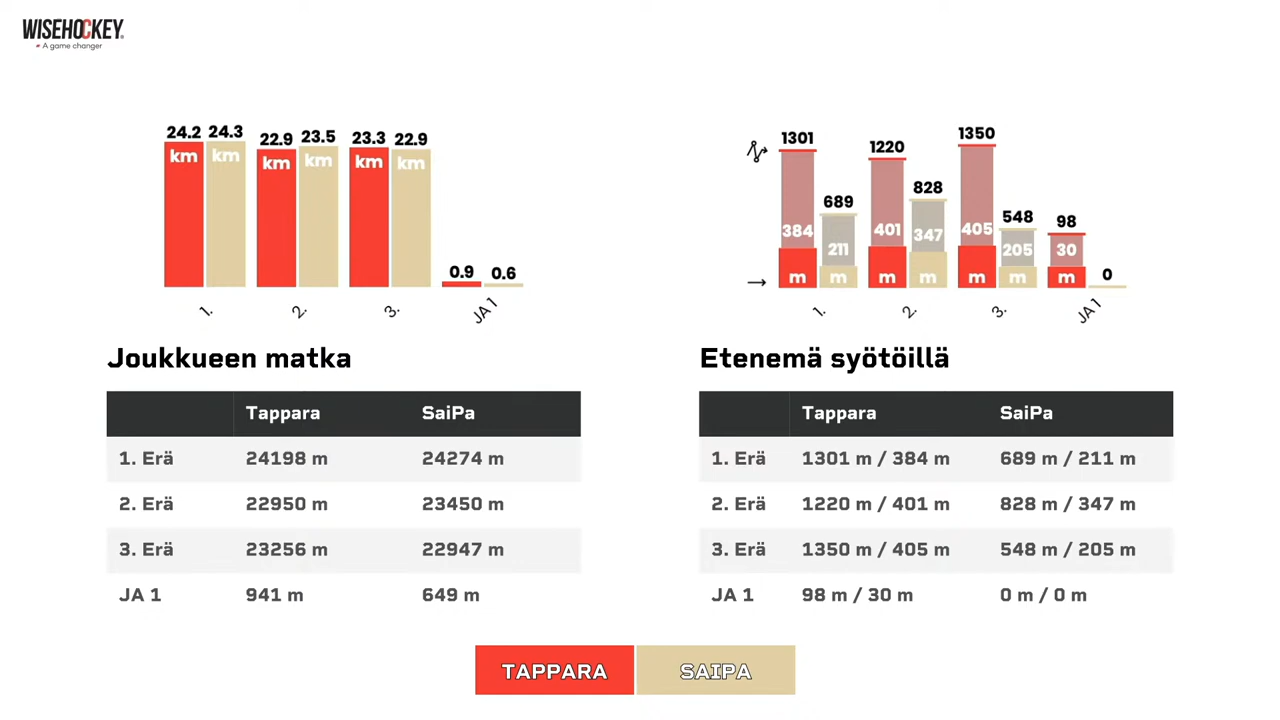 WISEHOCKEY
A game changer
24.2 24.3 22.9 23.5 23.3 22.9 0.9 0.6
km km km km km km
1. 2. 3. JA 1
Joukkueen matka
Tappara SaiPa
1. Erä 24198 m 24274 m
2. Erä 22950 m 23450 m
3. Erä 23256 m 22947 m
JA 1 941 m 649 m
1301 689 1220 828 1350 548 98 0
384 211 401 347 405 205 30
m m m m m m m
1. 2. 3. JA 1
Etenemä syötöillä
Tappara SaiPa
1. Erä 1301 m / 384 m 689 m / 211 m
2. Erä 1220 m / 401 m 828 m / 347 m
3. Erä 1350 m / 405 m 548 m / 205 m
JA 1 98 m / 30 m 0 m / 0 m
TAPPARA SAIPA